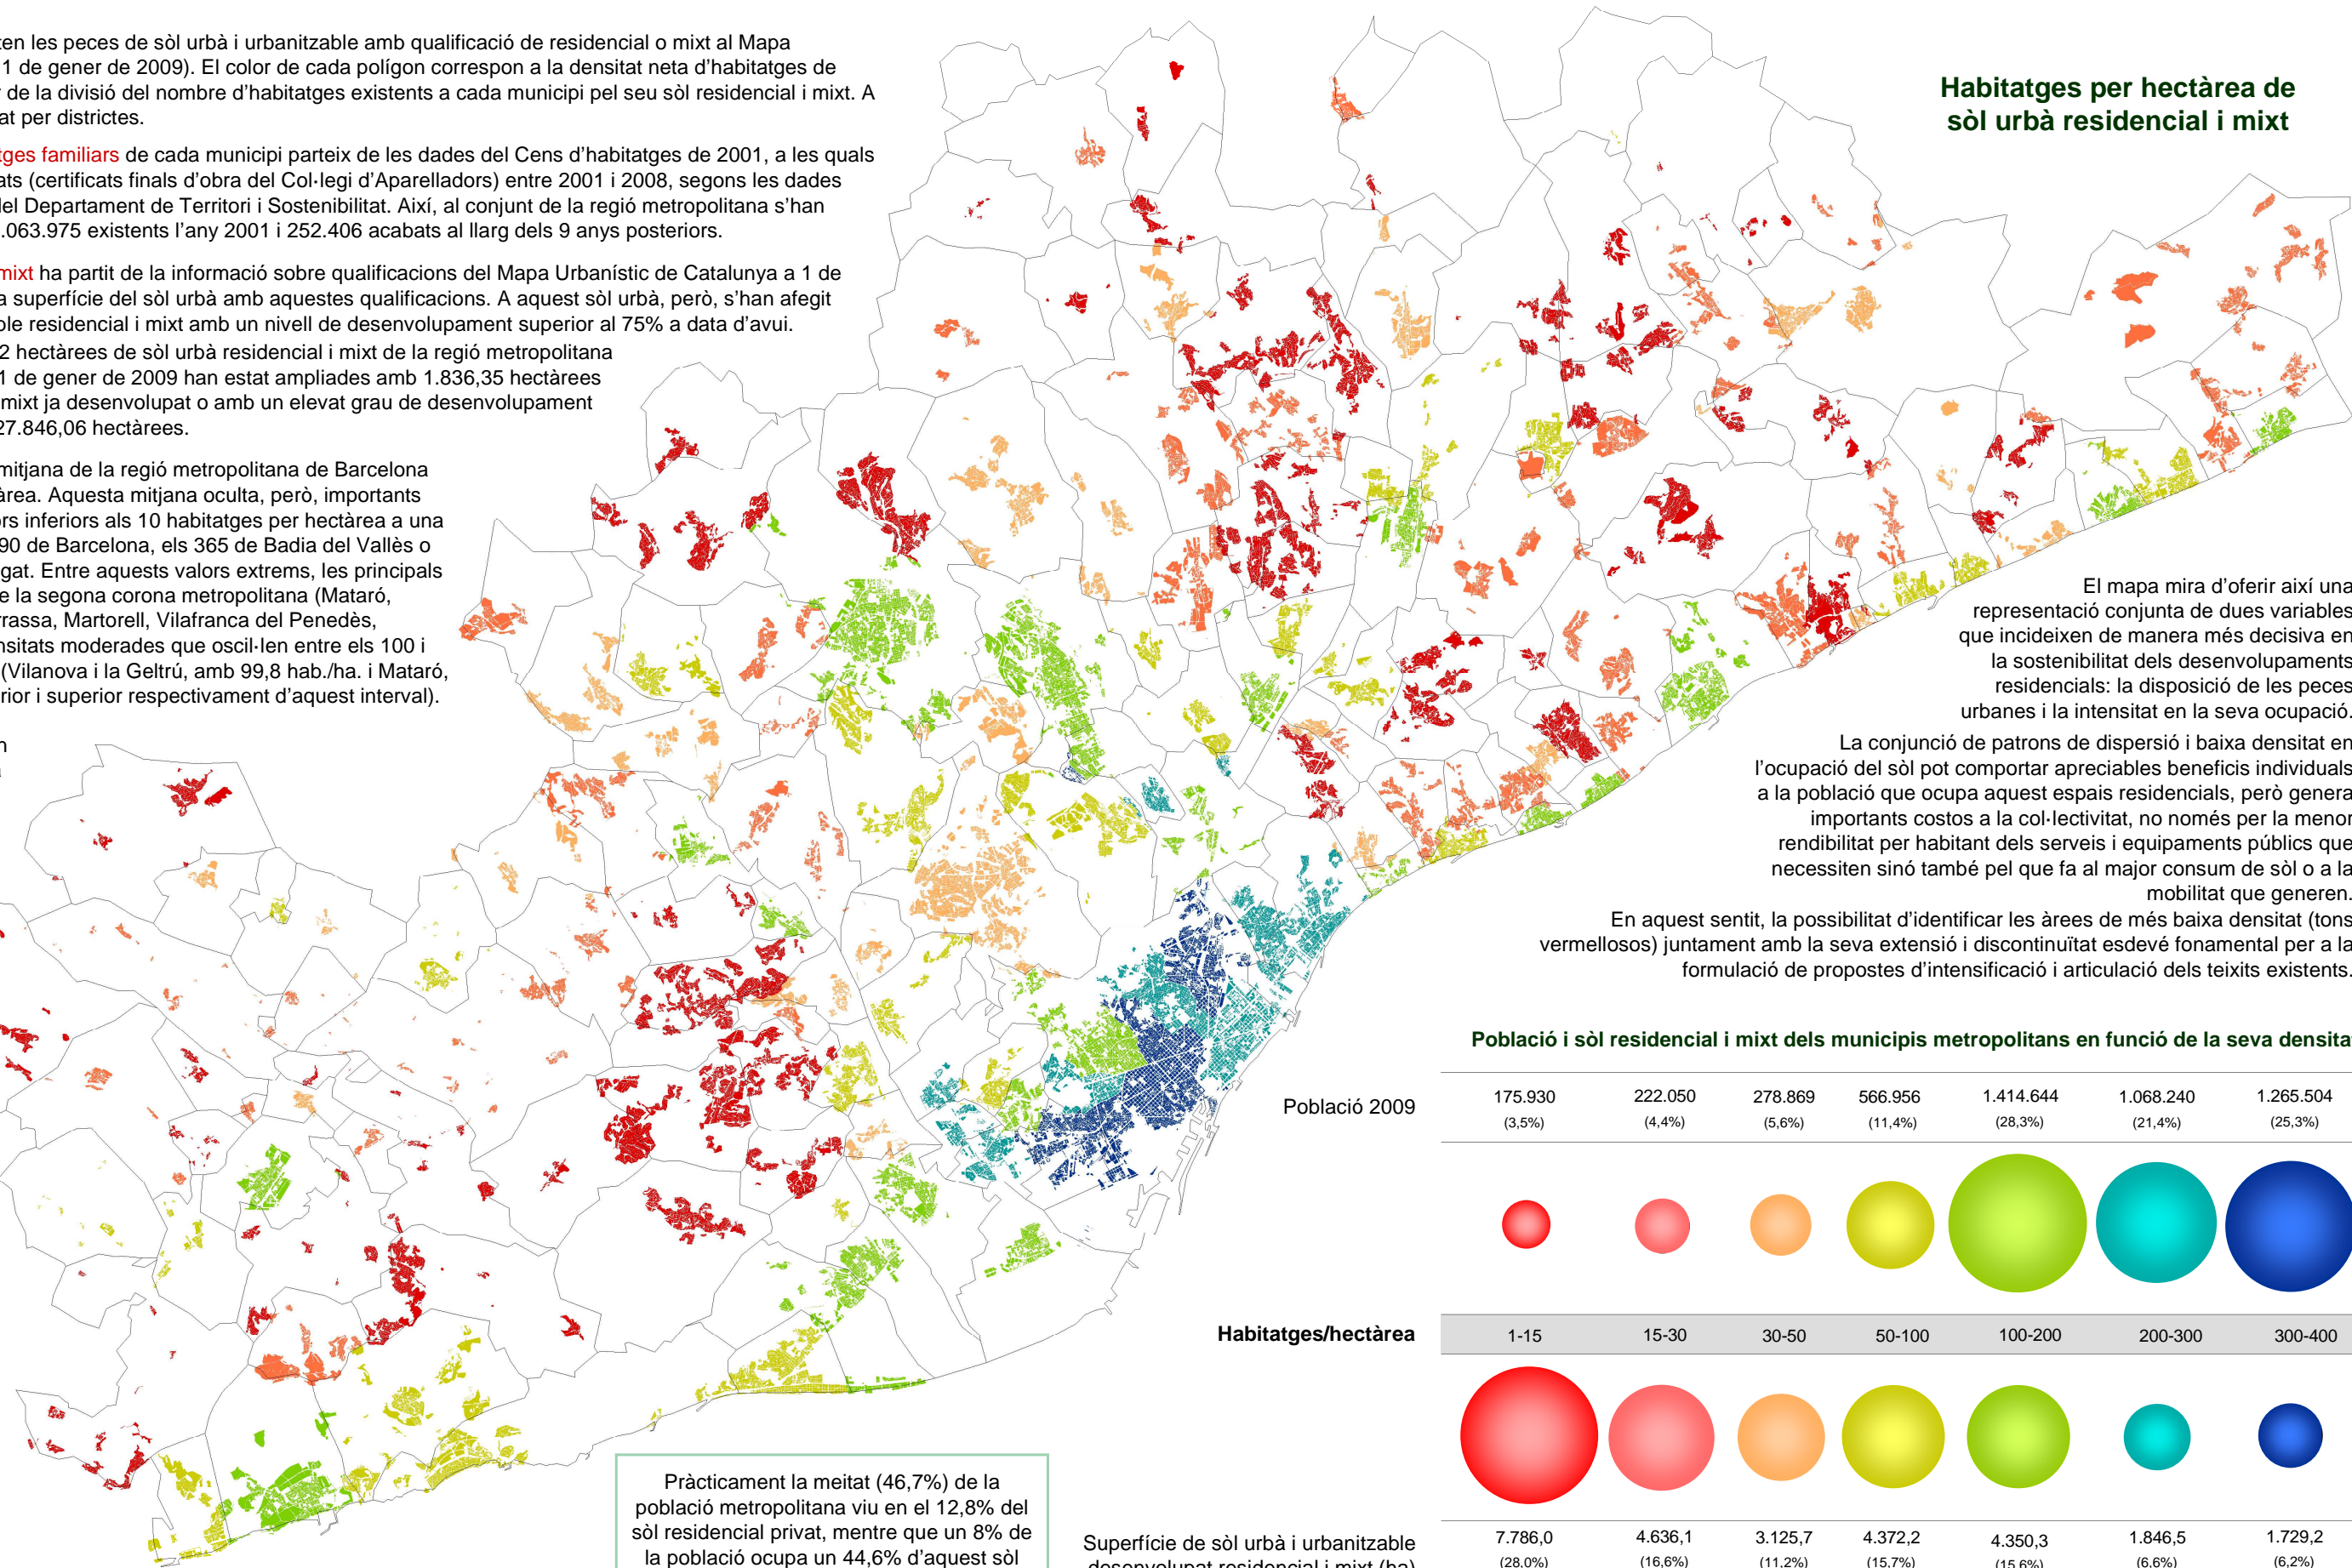 ten les peces de sòl urbà i urbanitzable amb qualificació de residencial o mixt al Mapa
1 de gener de 2009). El color de cada polígon correspon a la densitat neta d'habitatges de
de la divisió del nombre d'habitatges existents a cada municipi pel seu sòl residencial i mixt. A
at per districtes.
tges familiars de cada municipi parteix de les dades del Cens d'habitatges de 2001, a les quals
ats (certificats finals d'obra del Col·legi d'Aparelladors) entre 2001 i 2008, segons les dades
del Departament de Territori i Sostenibilitat. Així, al conjunt de la regió metropolitana s'han
.063.975 existents l'any 2001 i 252.406 acabats al llarg dels 9 anys posteriors.
mixt ha partit de la informació sobre qualificacions del Mapa Urbanístic de Catalunya a 1 de
a superfície del sòl urbà amb aquestes qualificacions. A aquest sòl urbà, però, s'han afegit
ole residencial i mixt amb un nivell de desenvolupament superior al 75% a data d'avui.
2 hectàrees de sòl urbà residencial i mixt de la regió metropolitana
1 de gener de 2009 han estat ampliades amb 1.836,35 hectàrees
mixt ja desenvolupat o amb un elevat grau de desenvolupament
27.846,06 hectàrees.
mitjana de la regió metropolitana de Barcelona
àrea. Aquesta mitjana oculta, però, importants
ors inferiors als 10 habitatges per hectàrea a una
90 de Barcelona, els 365 de Badia del Vallès o
gat. Entre aquests valors extrems, les principals
e la segona corona metropolitana (Mataró,
rrassa, Martorell, Vilafranca del Penedès,
nsitats moderades que oscil·len entre els 100 i
(Vilanova i la Geltrú, amb 99,8 hab./ha. i Mataró,
rior i superior respectivament d'aquest interval).
n
Habitatges per hectàrea de
sòl urbà residencial i mixt
El mapa mira d'oferir així una
representació conjunta de dues variables
que incideixen de manera més decisiva en
la sostenibilitat dels desenvolupaments
residencials: la disposició de les peces
urbanes i la intensitat en la seva ocupació.
La conjunció de patrons de dispersió i baixa densitat en
l'ocupació del sòl pot comportar apreciables beneficis individuals
a la població que ocupa aquest espais residencials, però genera
importants costos a la col·lectivitat, no només per la menor
rendibilitat per habitant dels serveis i equipaments públics que
necessiten sinó també pel que fa al major consum de sòl o a la
mobilitat que generen.
En aquest sentit, la possibilitat d'identificar les àrees de més baixa densitat (tons
vermellosos) juntament amb la seva extensió i discontinuïtat esdevé fonamental per a la
formulació de propostes d'intensificació i articulació dels teixits existents.
Població i sòl residencial i mixt dels municipis metropolitans en funció de la seva densitat
Població 2009 175.930 222.050 278.869 566.956 1.414.644 1.068.240 1.265.504
(3,5%) (4,4%) (5,6%) (11,4%) (28,3%) (21,4%) (25,3%)
Habitatges/hectàrea 1-15 15-30 30-50 50-100 100-200 200-300 300-400
Superfície de sòl urbà i urbanitzable 7.786,0 4.636,1 3.125,7 4.372,2 4.350,3 1.846,5 1.729,2
desenvolupat residencial i mixt (ha) (28,0%) (16,6%) (11,2%) (15,7%) (15,6%) (6,6%) (6,2%)
Pràcticament la meitat (46,7%) de la
població metropolitana viu en el 12,8% del
sòl residencial privat, mentre que un 8% de
la població ocupa un 44,6% d'aquest sòl